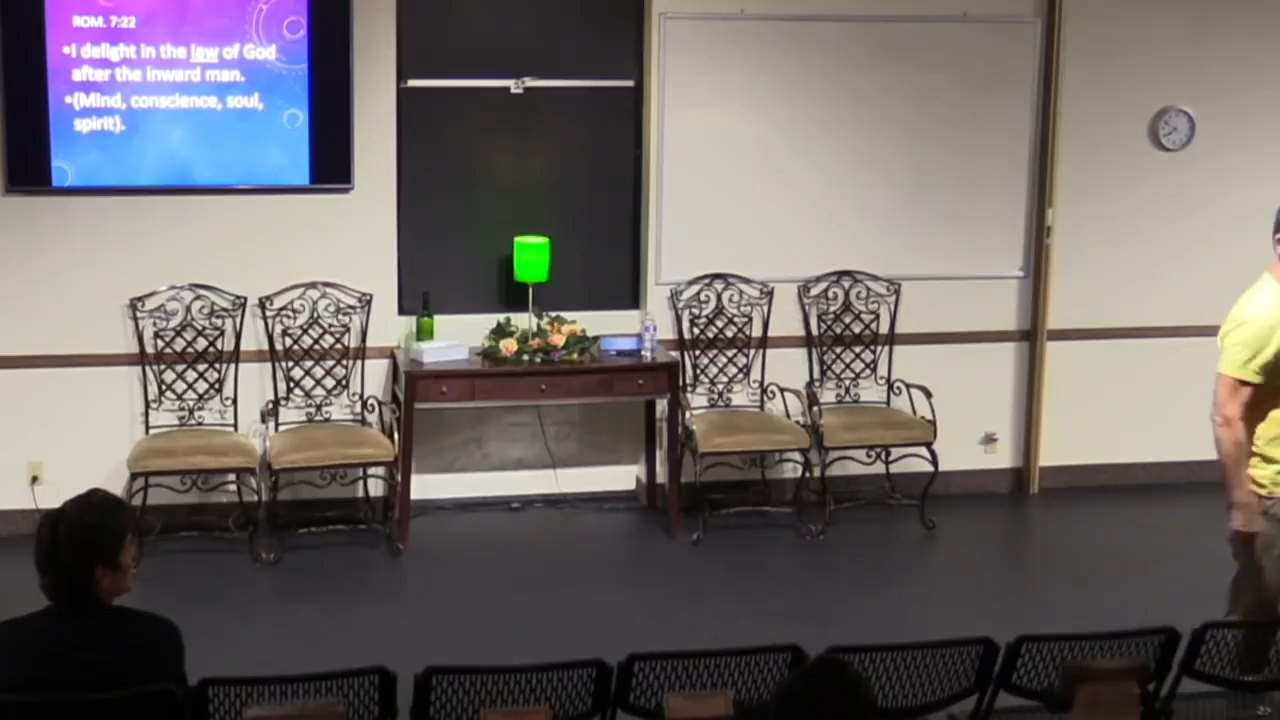 ROM. 7:22
•I delight in the law of God
after the inward man.
•(Mind, conscience, soul,
spirit).